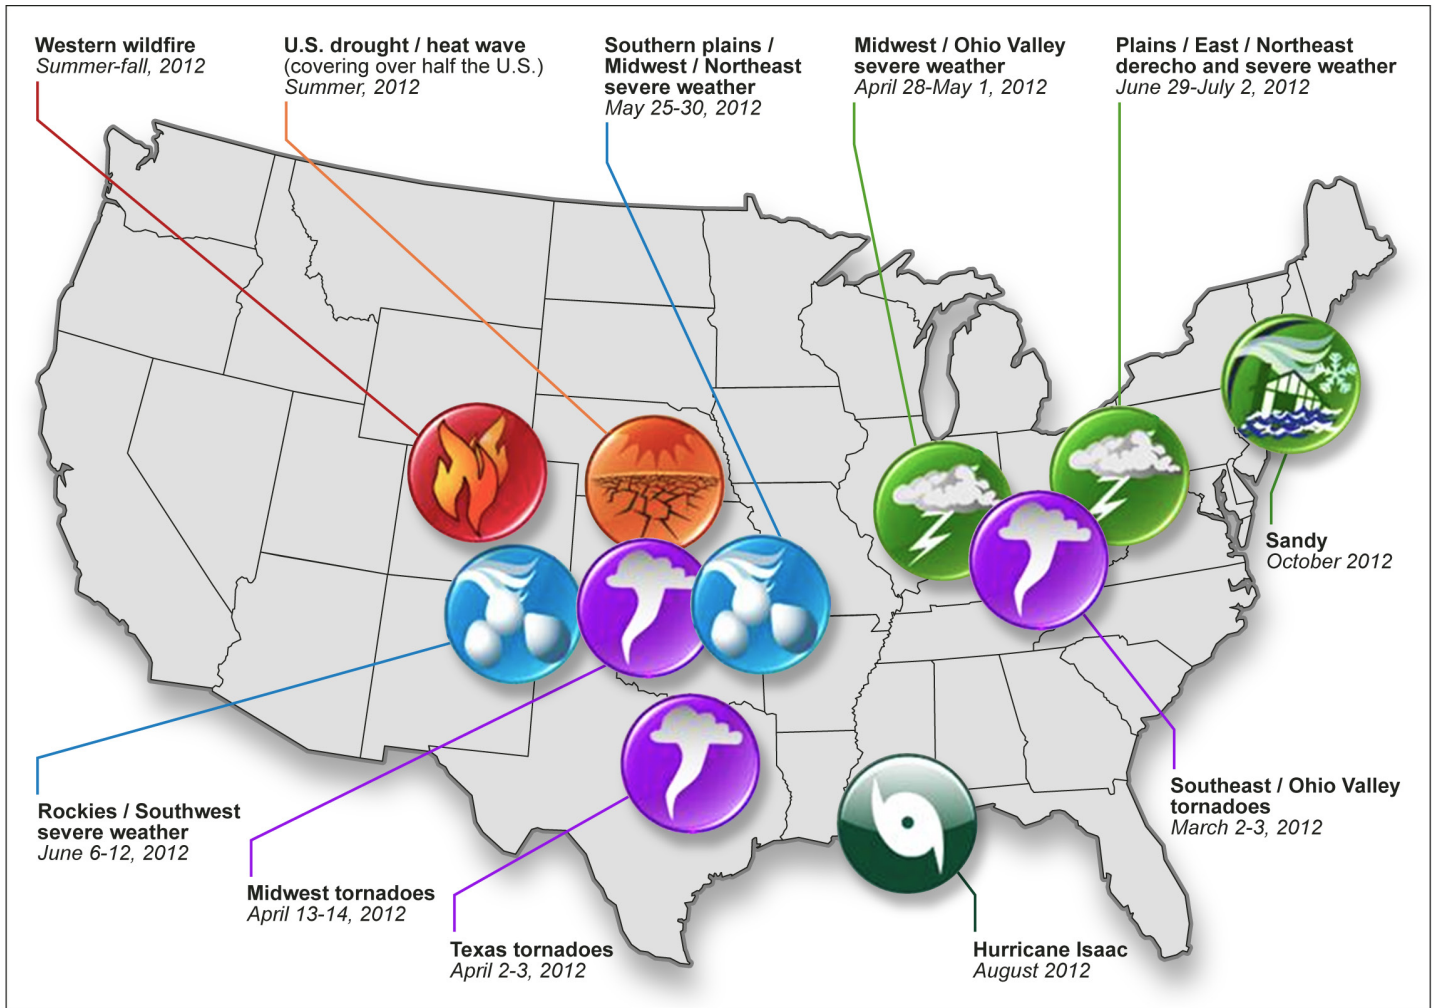 Western wildfire
Summer-fall, 2012
U.S. drought / heat wave
(covering over half the U.S.)
Summer, 2012
Southern plains /
Midwest / Northeast
severe weather
May 25-30, 2012
Midwest / Ohio Valley
severe weather
April 28-May 1, 2012
Plains / East / Northeast
derecho and severe weather
June 29-July 2, 2012
Sandy
October 2012
Rockies / Southwest
severe weather
June 6-12, 2012
Midwest tornadoes
April 13-14, 2012
Texas tornadoes
April 2-3, 2012
Hurricane Isaac
August 2012
Southeast / Ohio Valley
tornadoes
March 2-3, 2012